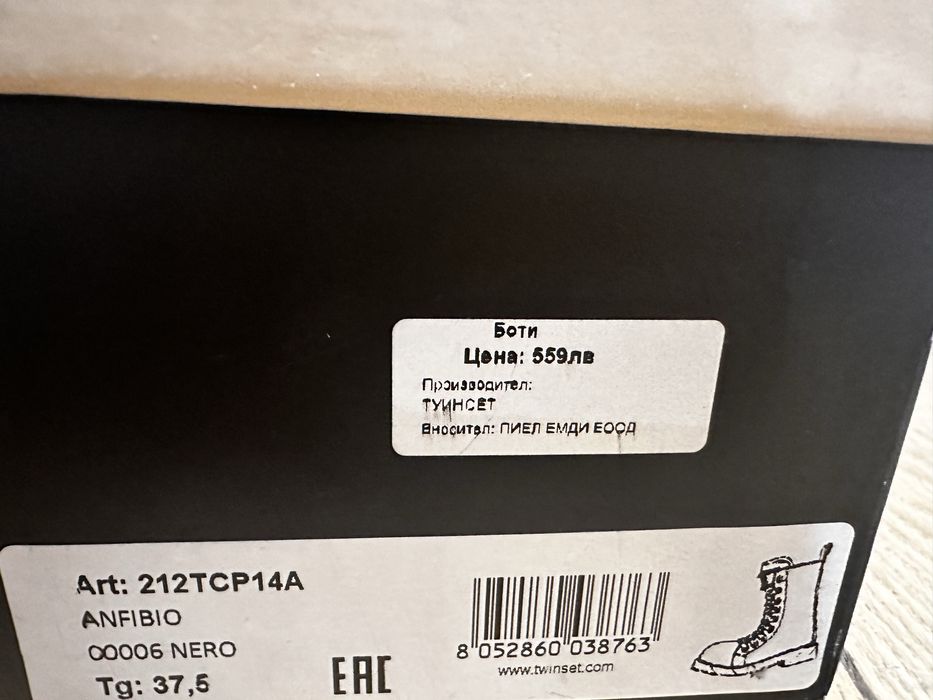 Боти
Цена: 559лв
Производител:
ТУИНСЕТ
Вносител: ПИЕЛ ЕМДИ ЕООД
Art: 212TCP14A
ANFIBIO
00006 NERO
Tg: 37,5
EAC
8 052860 038763
www.twinset.com